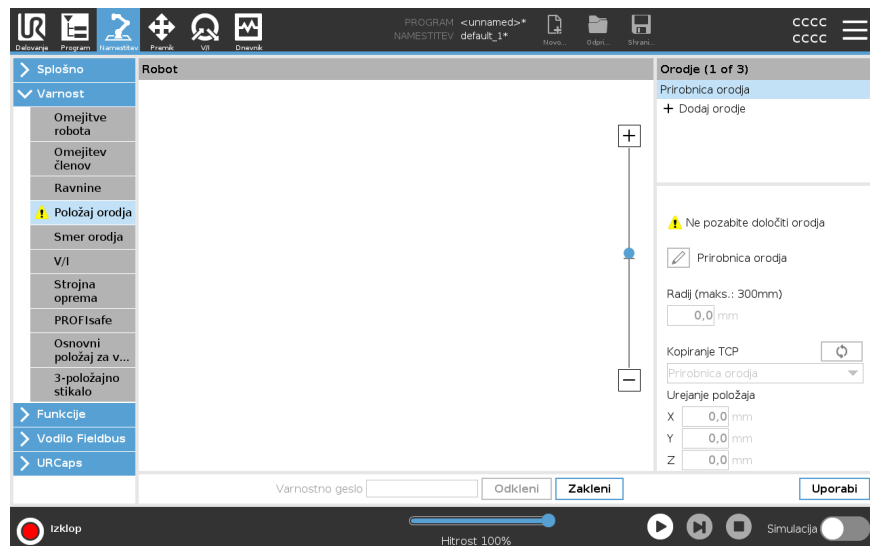 PROGRAM <unnamed>*
NAMESTITEV default_1*
Delovanje
Program
Namestitev
Premik
V/I
Dnevnik
Novo...
Odpri...
Shrani...
CCCC
CCCC
Splošno
Varnost
Omejitve
robota
Omejitev
členov
Ravnine
Položaj orodja
Smer orodja
V/I
Strojna
oprema
PROFIsafe
Osnovni
položaj za v...
3-položajno
stikalo
Funkcije
Vodilo Fieldbus
URCaps
Robot
Orodje (1 of 3)
Prirobnica orodja
+ Dodaj orodje
Ne pozabite določiti orodja
Prirobnica orodja
Radij (maks.: 300mm)
0,0 mm
Kopiranje TCP
Prirobnica orodja
Urejanje položaja
X 0,0 mm
Y 0,0 mm
Z 0,0 mm
Varnostno geslo
Odkleni
Zakleni
Uporabi
Izklop
Hitrost 100%
Simulacija